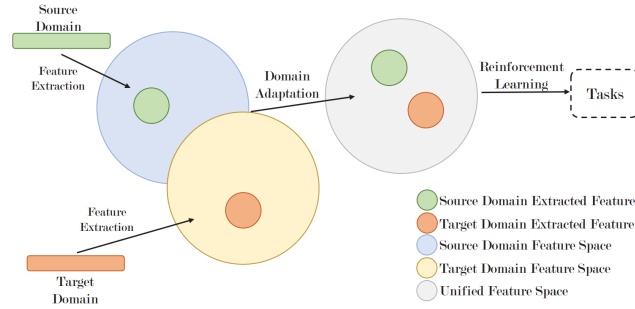 Source
Domain
Feature
Extraction
Domain
Adaptation
Reinforcement
Learning
Tasks
Feature
Extraction
Target
Domain
Source Domain Extracted Feature
Target Domain Extracted Feature
Source Domain Feature Space
Target Domain Feature Space
Unified Feature Space